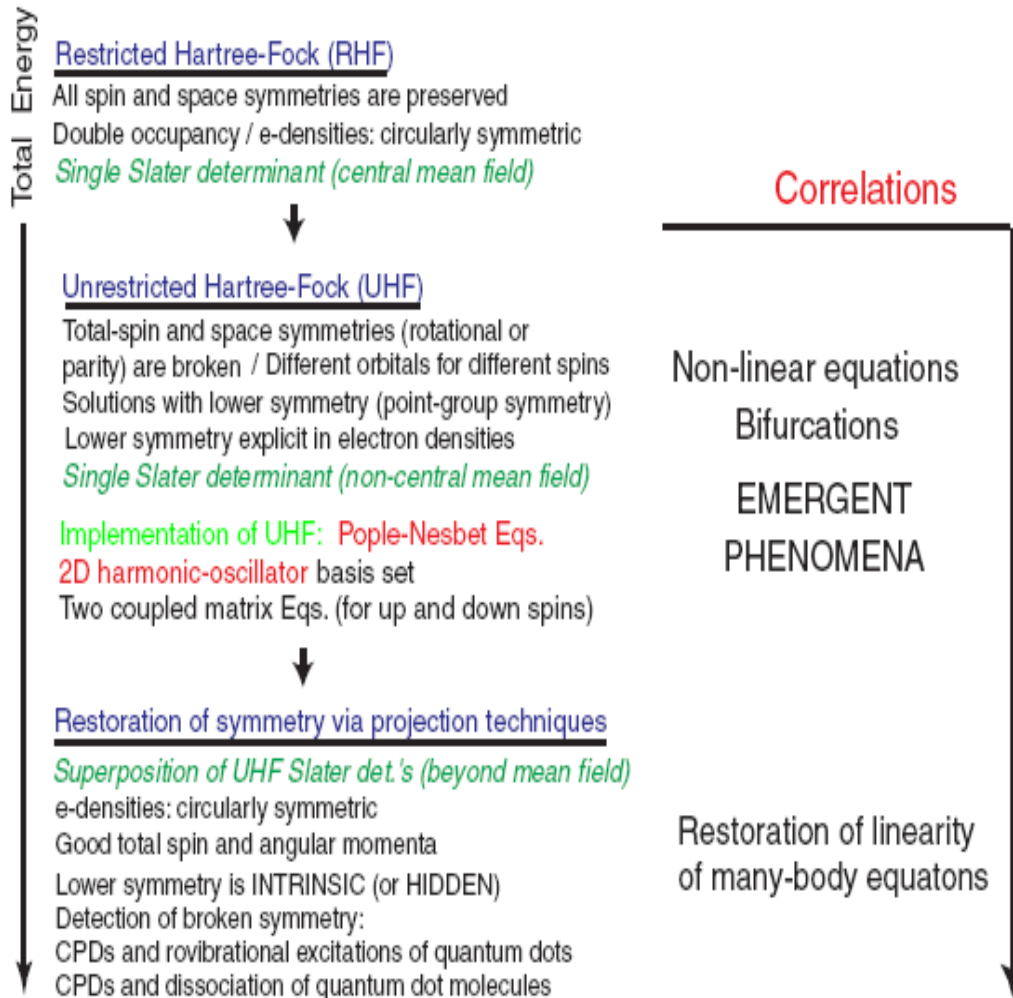 Total Energy
Restricted Hartree-Fock (RHF)
All spin and space symmetries are preserved
Double occupancy / e-densities: circularly symmetric
Single Slater determinant (central mean field)
Correlations
Unrestricted Hartree-Fock (UHF)
Total-spin and space symmetries (rotational or
parity) are broken / Different orbitals for different spins
Solutions with lower symmetry (point-group symmetry)
Lower symmetry explicit in electron densities
Single Slater determinant (non-central mean field)
Implementation of UHF: Pople-Nesbet Eqs.
2D harmonic-oscillator basis set
Two coupled matrix Eqs. (for up and down spins)
Non-linear equations
Bifurcations
EMERGENT
PHENOMENA
Restoration of symmetry via projection techniques
Superposition of UHF Slater det.'s (beyond mean field)
e-densities: circularly symmetric
Good total spin and angular momenta
Lower symmetry is INTRINSIC (or HIDDEN)
Detection of broken symmetry:
CPDs and rovibrational excitations of quantum dots
CPDs and dissociation of quantum dot molecules
Restoration of linearity
of many-body equatons